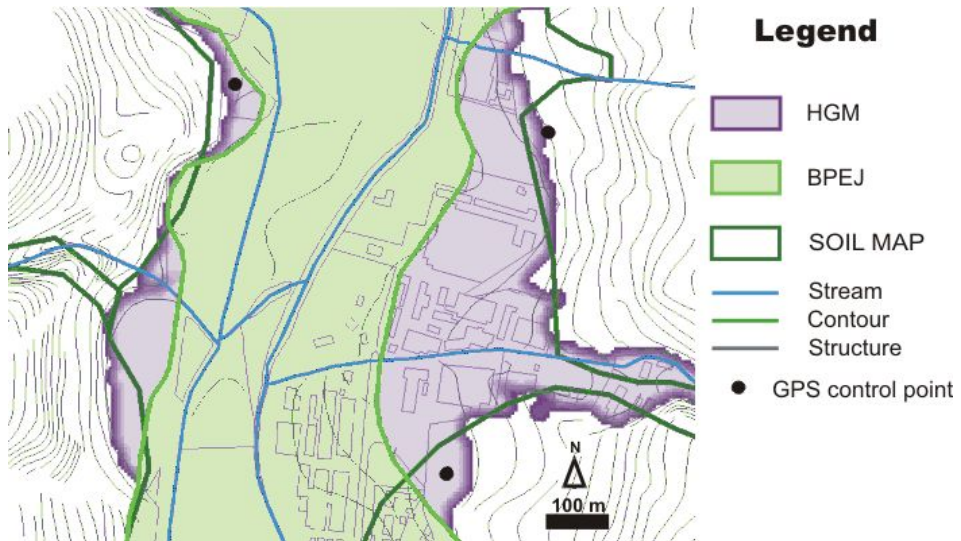 Legend
HGM
BPEJ
SOIL MAP
Stream
Contour
Structure
GPS control point
N
100 m